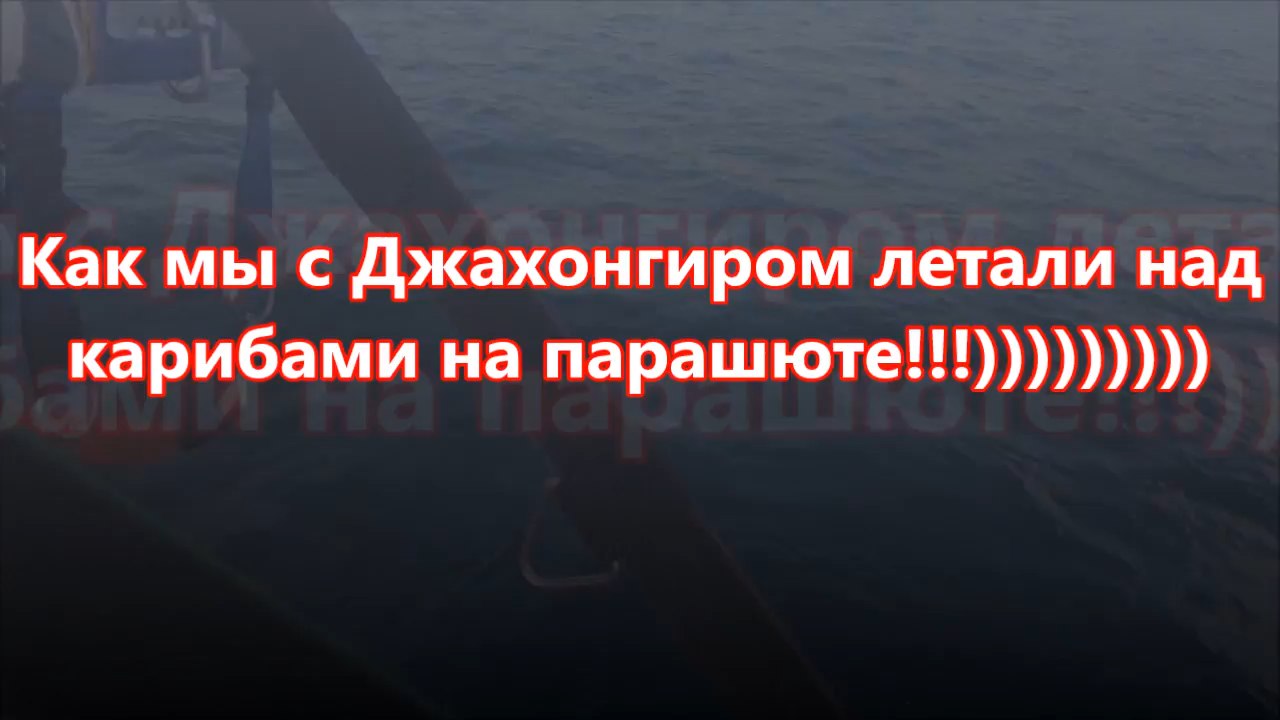 Как мы с Джахонгиром летали над
карибами на парашюте!!!)))))))))